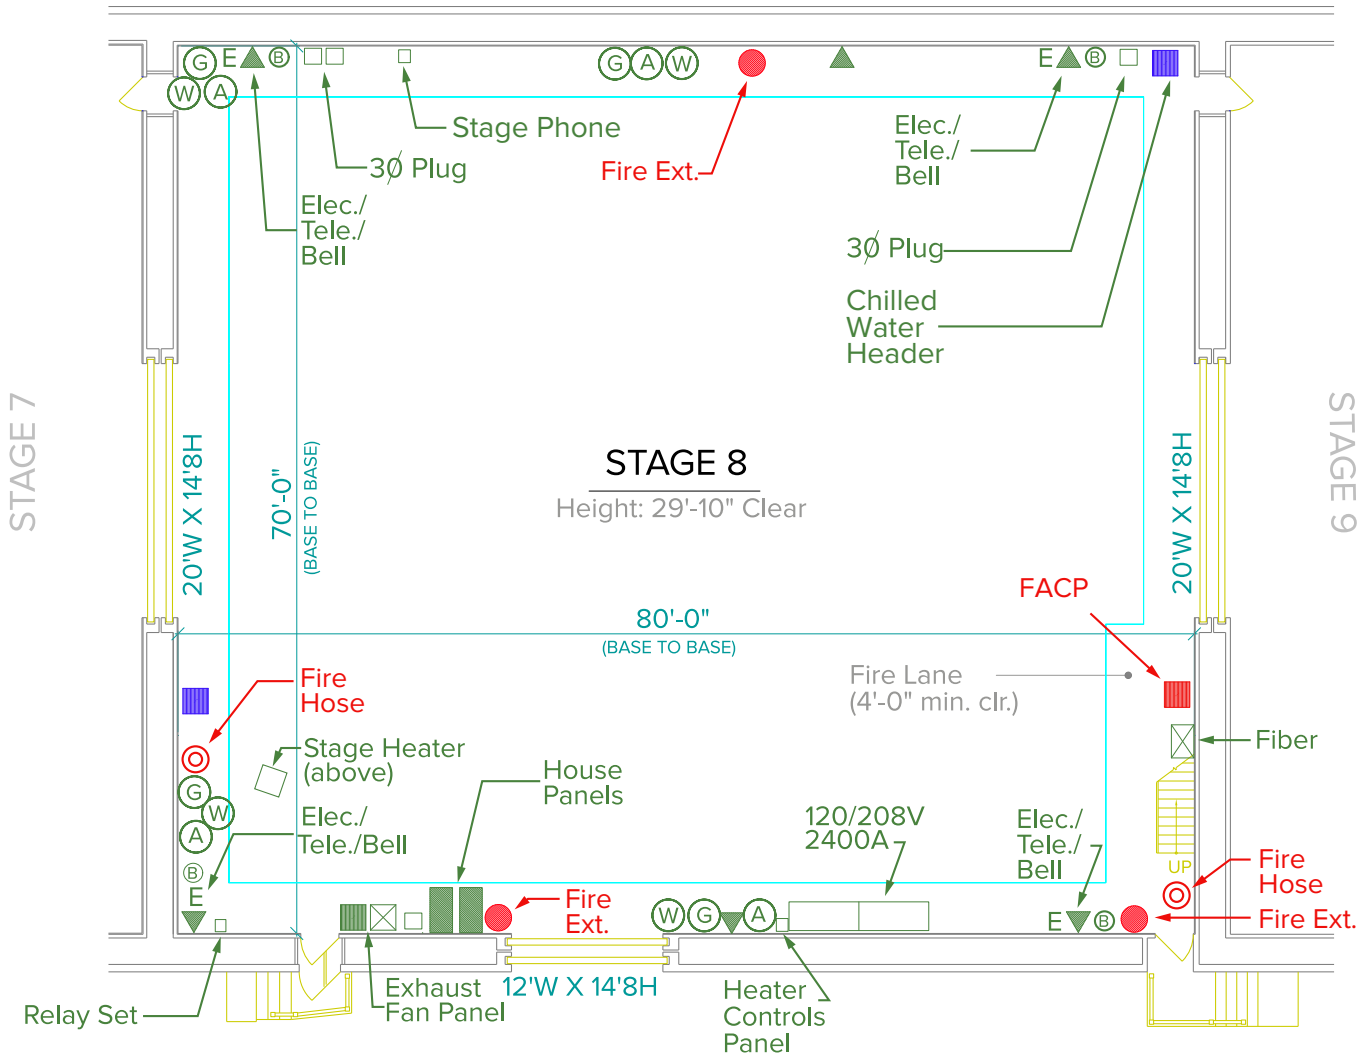 G E B
W A
G A W
E B
Stage Phone
3Ø Plug
Elec./
Tele./
Bell
Fire Ext.
Elec./
Tele./
Bell
3Ø Plug
Chilled
Water
Header
STAGE 7
STAGE 9
20'W X 14'8H
70'-0"
(BASE TO BASE)
STAGE 8
Height: 29'-10" Clear
20'W X 14'8H
80'-0"
(BASE TO BASE)
FACP
Fire Lane
(4'-0" min. clr.)
Fire
Hose
Fiber
Stage Heater
(above)
House
Panels
G
W
A
Elec./
Tele./Bell
B
E
120/208V
2400A
Elec./
Tele./
Bell
UP
Fire
Hose
Fire Ext.
Fire
Ext.
W G A
E B
Relay Set
Exhaust
Fan Panel
12'W X 14'8H
Heater
Controls
Panel